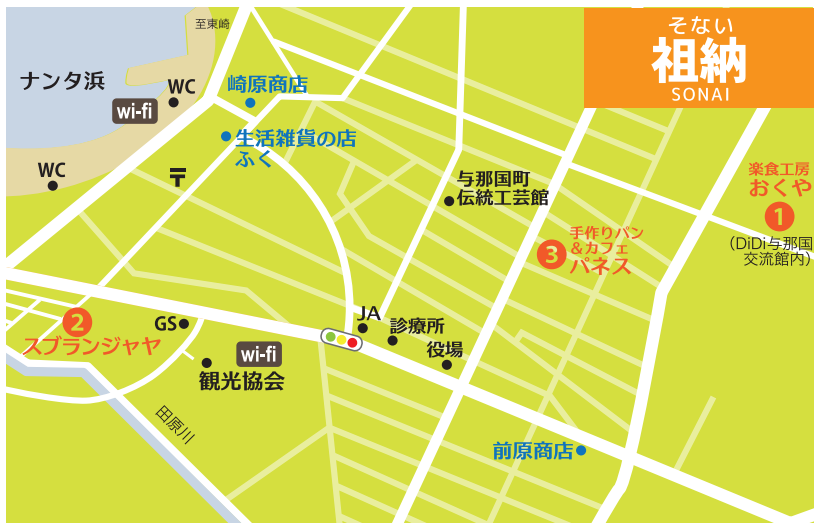 至東崎
そない
祖納
SONAI
ナンタ浜
WC
wi-fi
崎原商店
生活雑貨の店
ふく
WC
〒
与那国町
伝統工芸館
楽食工房
おくや
1
(DiDi与那国
交流館内)
手作りパン
&カフェ
パネス
3
2
スブランジャヤ
GS
JA
診療所
役場
wi-fi
観光協会
田原川
前原商店